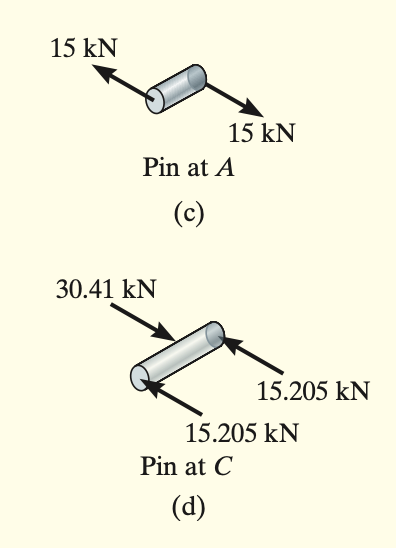 15 kN
15 kN
Pin at A
(c)
30.41 kN
15.205 kN
15.205 kN
Pin at C
(d)